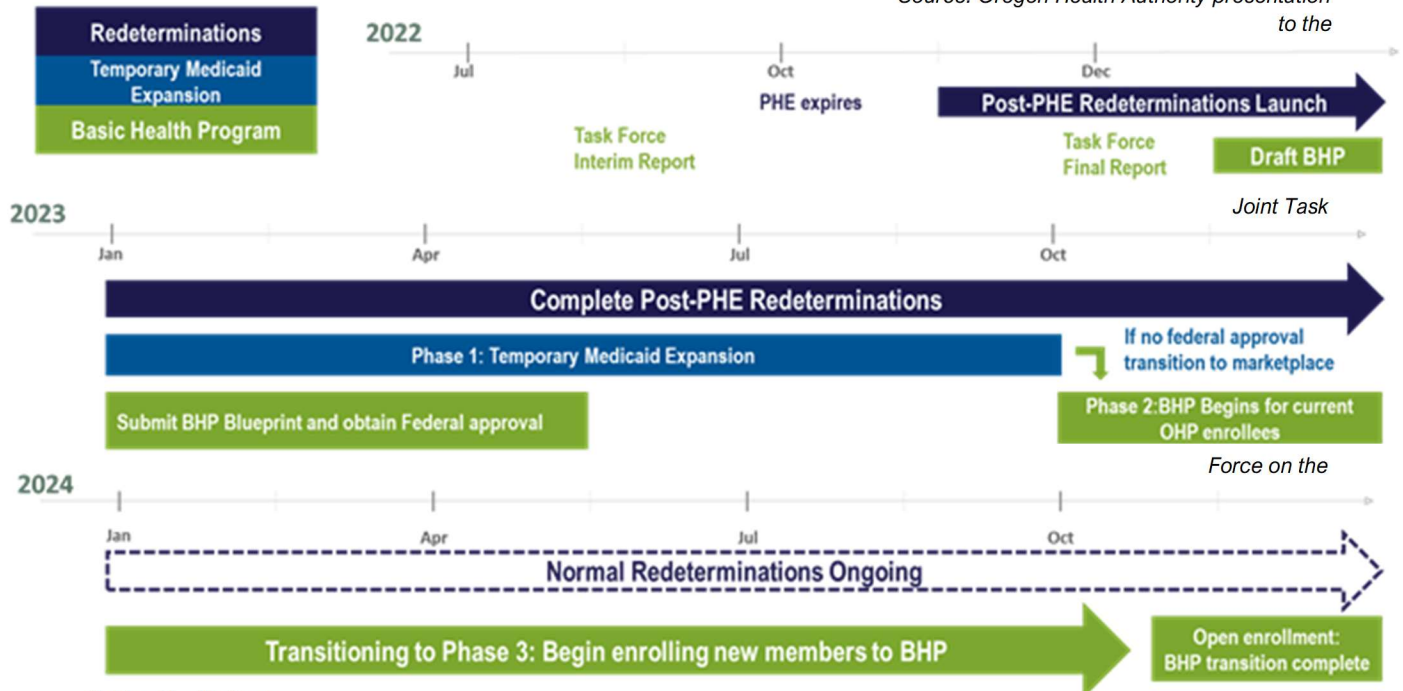 Source: Oregon Health Authority presentation
to the
Redeterminations
Temporary Medicaid
Expansion
Basic Health Program
2022
Jul
Oct
Dec
PHE expires
Post-PHE Redeterminations Launch
Task Force
Interim Report
Task Force
Final Report
Draft BHP
Joint Task
2023
Jan
Apr
Jul
Oct
Complete Post-PHE Redeterminations
Phase 1: Temporary Medicaid Expansion
If no federal approval
transition to marketplace
Submit BHP Blueprint and obtain Federal approval
Phase 2:BHP Begins for current
OHP enrollees
Force on the
2024
Jan
Apr
Jul
Oct
Normal Redeterminations Ongoing
Transitioning to Phase 3: Begin enrolling new members to BHP
Open enrollment:
BHP transition complete